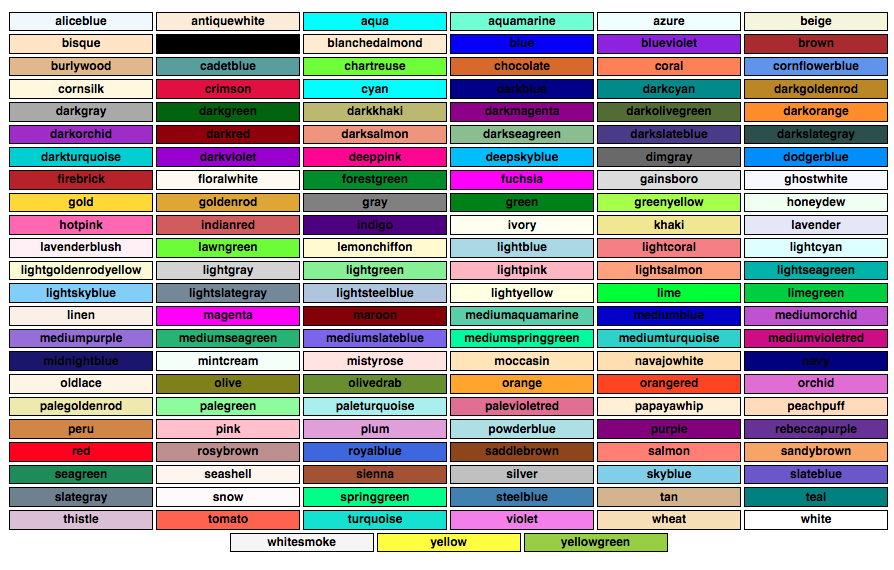 aliceblue antiquewhite aqua aquamarine azure beige
bisque blanchedalmond blue blueviolet brown
burlywood cadetblue chartreuse chocolate coral cornflowerblue
cornsilk crimson cyan darkblue darkcyan darkgoldenrod
darkgray darkgreen darkkhaki darkmagenta darkolivegreen darkorange
darkorchid darkred darksalmon darkseagreen darkslateblue darkslategray
darkturquoise darkviolet deeppink deepskyblue dimgray dodgerblue
firebrick floralwhite forestgreen fuchsia gainsboro ghostwhite
gold goldenrod gray green greenyellow honeydew
hotpink indianred indigo ivory khaki lavender
lavenderblush lawngreen lemonchiffon lightblue lightcoral lightcyan
lightgoldenrodyellow lightgray lightgreen lightpink lightsalmon lightseagreen
lightskyblue lightslategray lightsteelblue lightyellow lime limegreen
linen magenta maroon mediumaquamarine mediumblue mediumorchid
mediumpurple mediumseagreen mediumslateblue mediumspringgreen mediumturquoise mediumvioletred
midnightblue mintcream mistyrose moccasin navajowhite navy
oldlace olive olivedrab orange orangered orchid
palegoldenrod palegreen paleturquoise palevioletred papayawhip peachpuff
peru pink plum powderblue purple rebeccapurple
red rosybrown royalblue saddlebrown salmon sandybrown
seagreen seashell sienna silver skyblue slateblue
slategray snow springgreen steelblue tan teal
thistle tomato turquoise violet wheat white
whitesmoke yellow yellowgreen